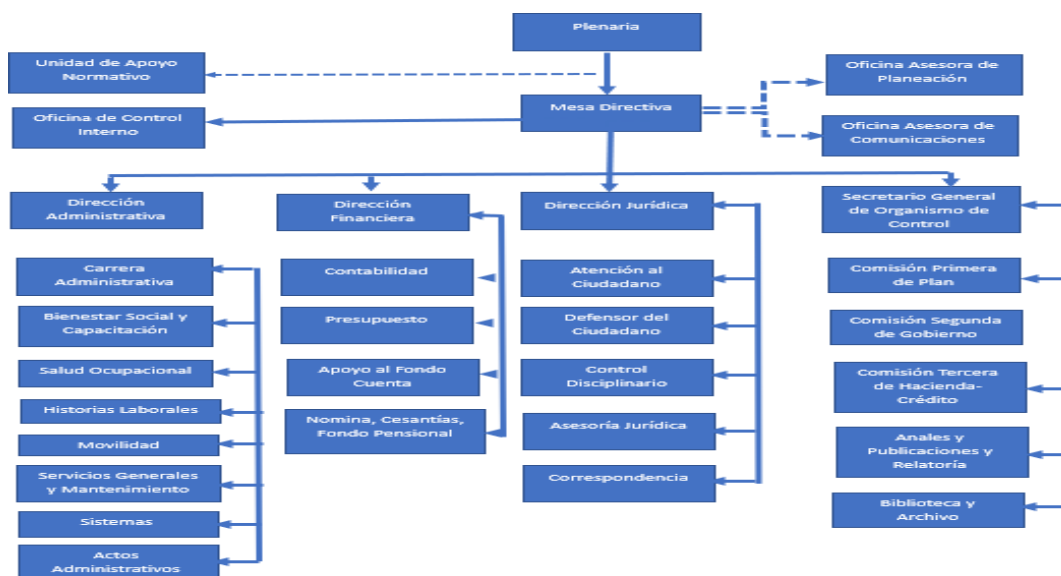 Plenaria
Unidad de Apoyo
Normativo
Oficina Asesora de
Planeación
Mesa Directiva
Oficina de Control
Interno
Oficina Asesora de
Comunicaciones
Dirección
Administrativa
Carrera
Administrativa
Bienestar Social y
Capacitación
Salud Ocupacional
Historias Laborales
Movilidad
Servicios Generales
y Mantenimiento
Sistemas
Actos
Administrativos
Dirección
Financiera
Contabilidad
Presupuesto
Apoyo al Fondo
Cuenta
Nomina, Cesantías,
Fondo Pensional
Dirección Jurídica
Atención al
Ciudadano
Defensor del
Ciudadano
Control
Disciplinario
Asesoría Jurídica
Correspondencia
Secretario General
de Organismo de
Control
Comisión Primera
de Plan
Comisión Segunda
de Gobierno
Comisión Tercera
de Hacienda-
Crédito
Anales y
Publicaciones y
Relatoría
Biblioteca y
Archivo